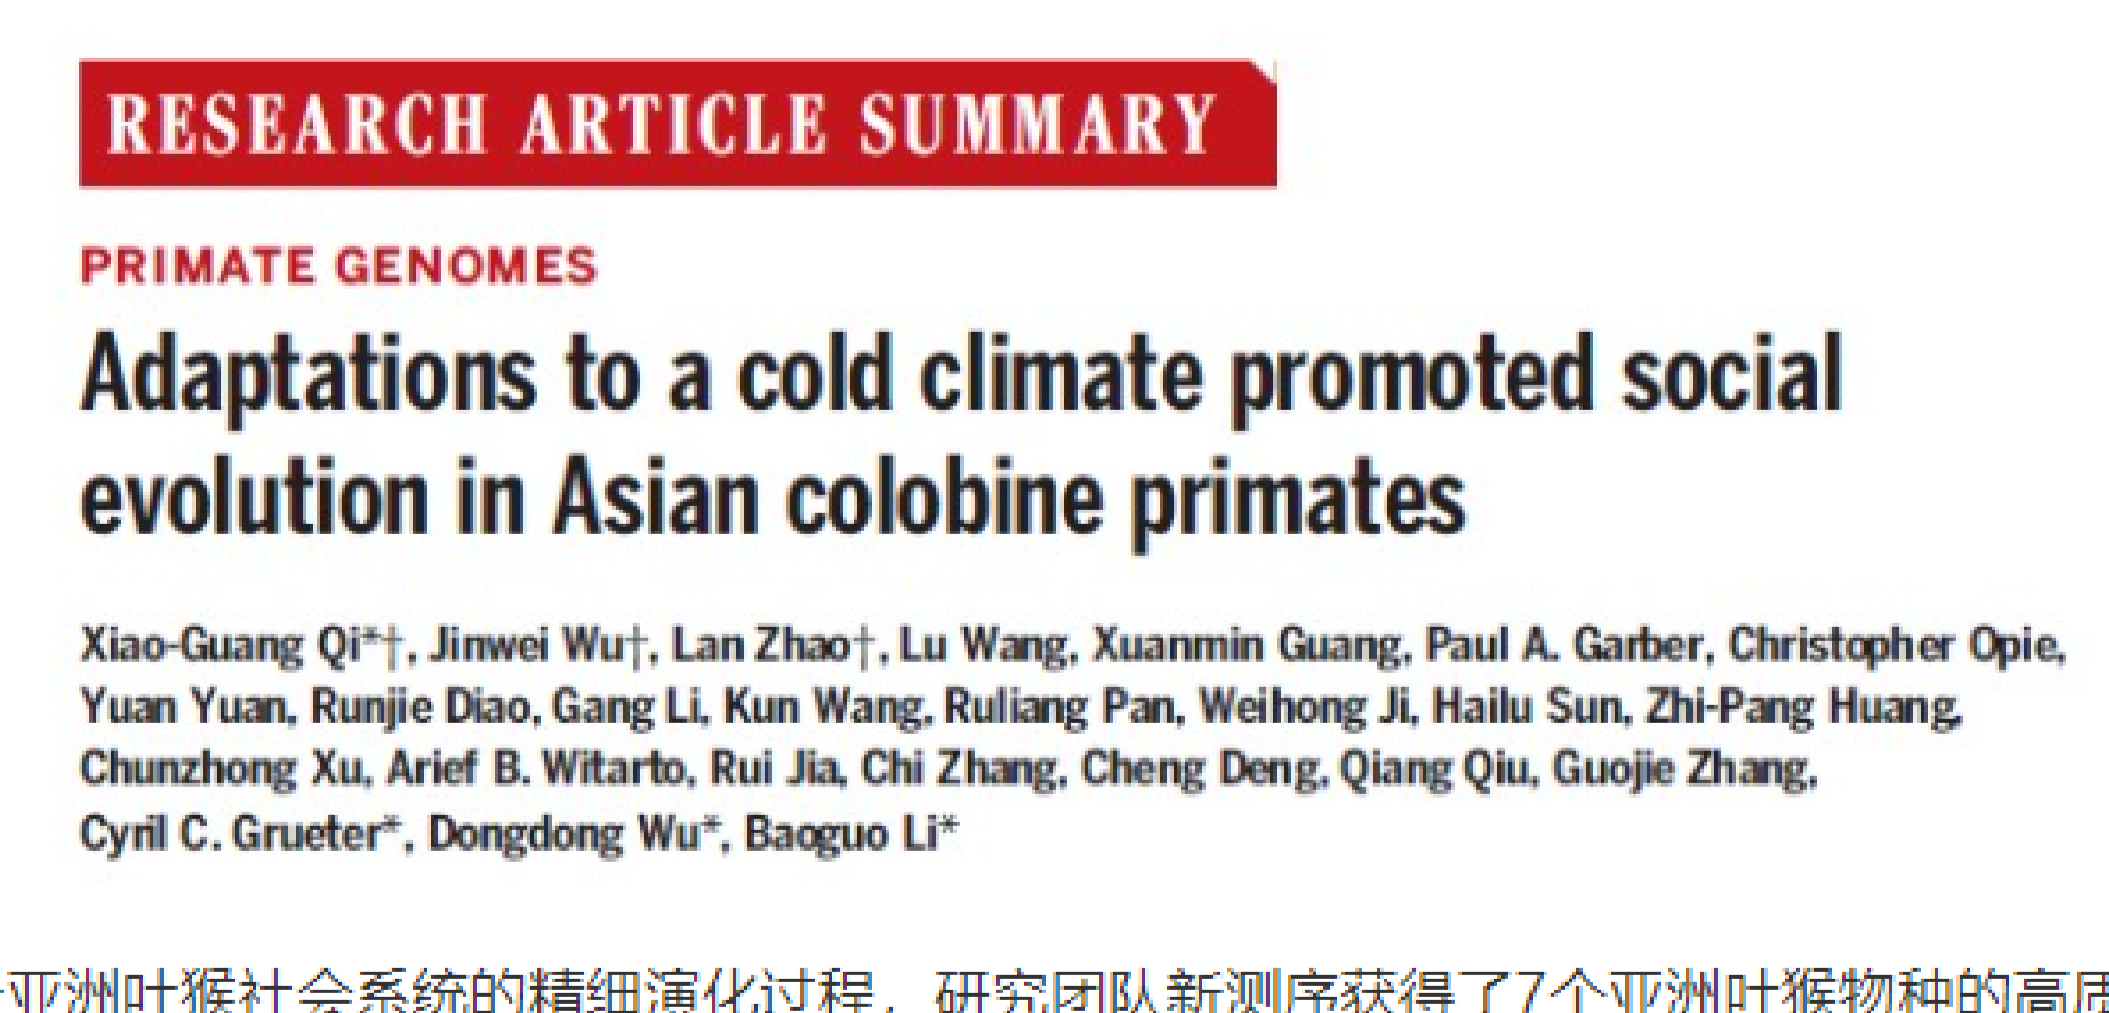 RESEARCH ARTICLE SUMMARY
PRIMATE GENOMES
Adaptations to a cold climate promoted social
evolution in Asian colobine primates
Xiao-Guang Qi*†, Jinwei Wu†, Lan Zhao†, Lu Wang, Xuanmin Guang, Paul A. Garber, Christopher Opie,
Yuan Yuan, Runjie Diao, Gang Li, Kun Wang, Ruliang Pan, Weihong Ji, Hailu Sun, Zhi-Pang Huang,
Chunzhong Xu, Arief B. Witarto, Rui Jia, Chi Zhang, Cheng Deng, Qiang Qiu, Guojie Zhang,
Cyril C. Grueter*, Dongdong Wu*, Baoguo Li*
亚洲叶猴社会系统的精细演化过程，研究团队新测序获得了7个亚洲叶猴物种的高质